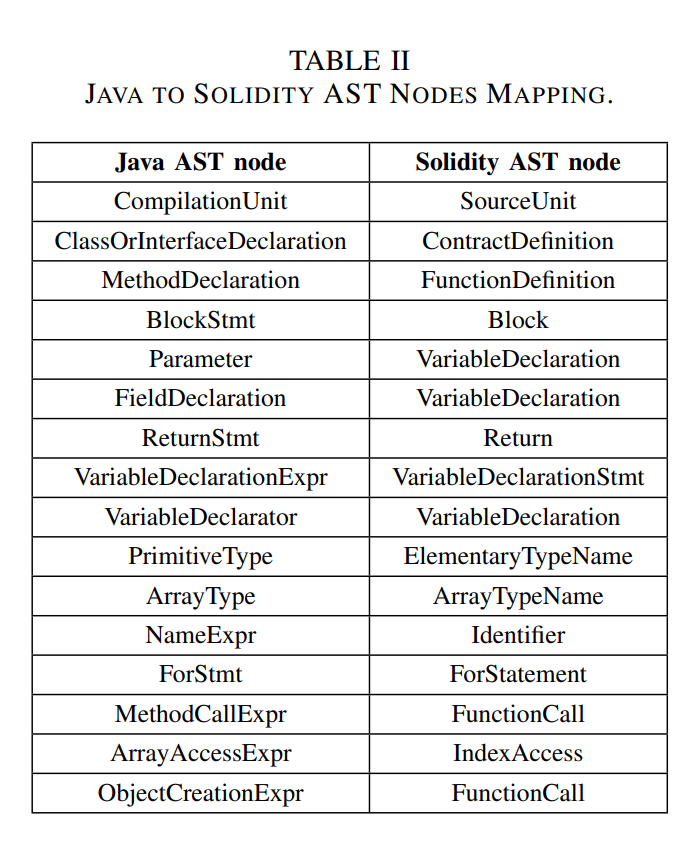 TABLE II
JAVA TO SOLIDITY AST NODES MAPPING.
Java AST node Solidity AST node
CompilationUnit SourceUnit
ClassOrInterfaceDeclaration ContractDefinition
MethodDeclaration FunctionDefinition
BlockStmt Block
Parameter VariableDeclaration
FieldDeclaration VariableDeclaration
ReturnStmt Return
VariableDeclarationExpr VariableDeclarationStmt
VariableDeclarator VariableDeclaration
PrimitiveType ElementaryTypeName
ArrayType ArrayTypeName
NameExpr Identifier
ForStmt ForStatement
MethodCallExpr FunctionCall
ArrayAccessExpr IndexAccess
ObjectCreationExpr FunctionCall